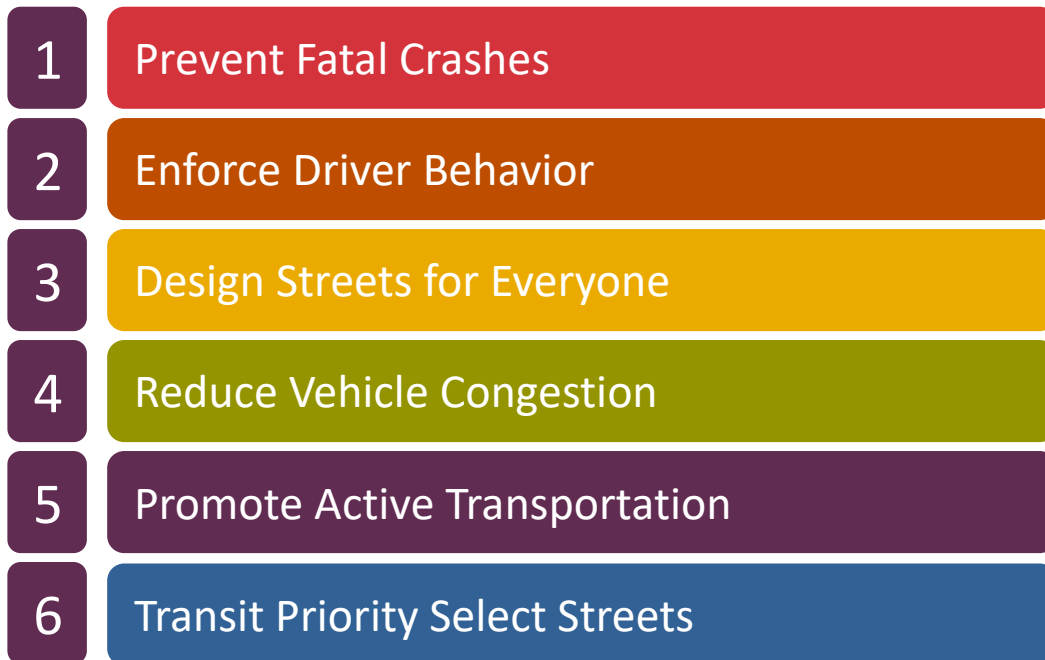 1 Prevent Fatal Crashes
2 Enforce Driver Behavior
3 Design Streets for Everyone
4 Reduce Vehicle Congestion
5 Promote Active Transportation
6 Transit Priority Select Streets